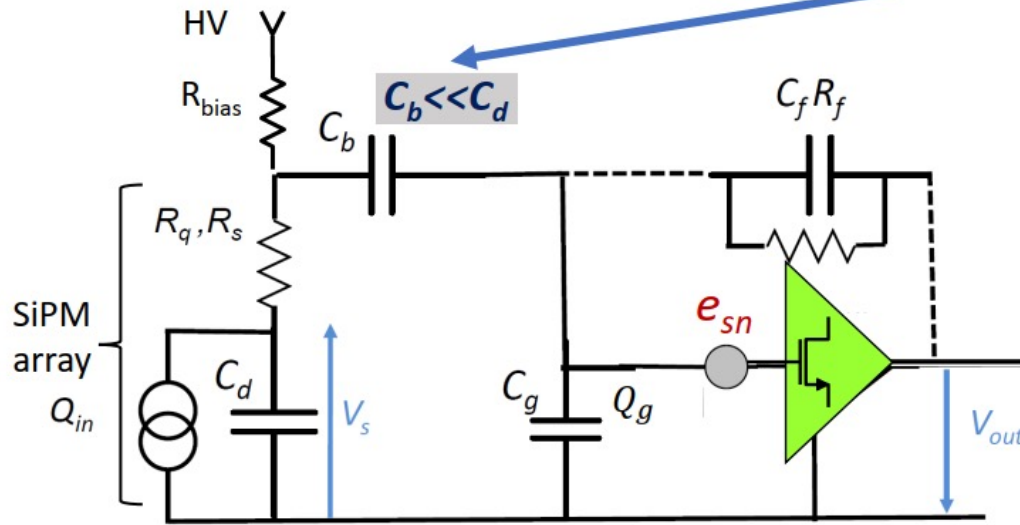 HV
R_bias
C_b<<C_d
C_b
C_f R_f
R_q, R_s
SiPM
array
Q_in
C_d
V_s
C_g
Q_g
e_sn
V_out